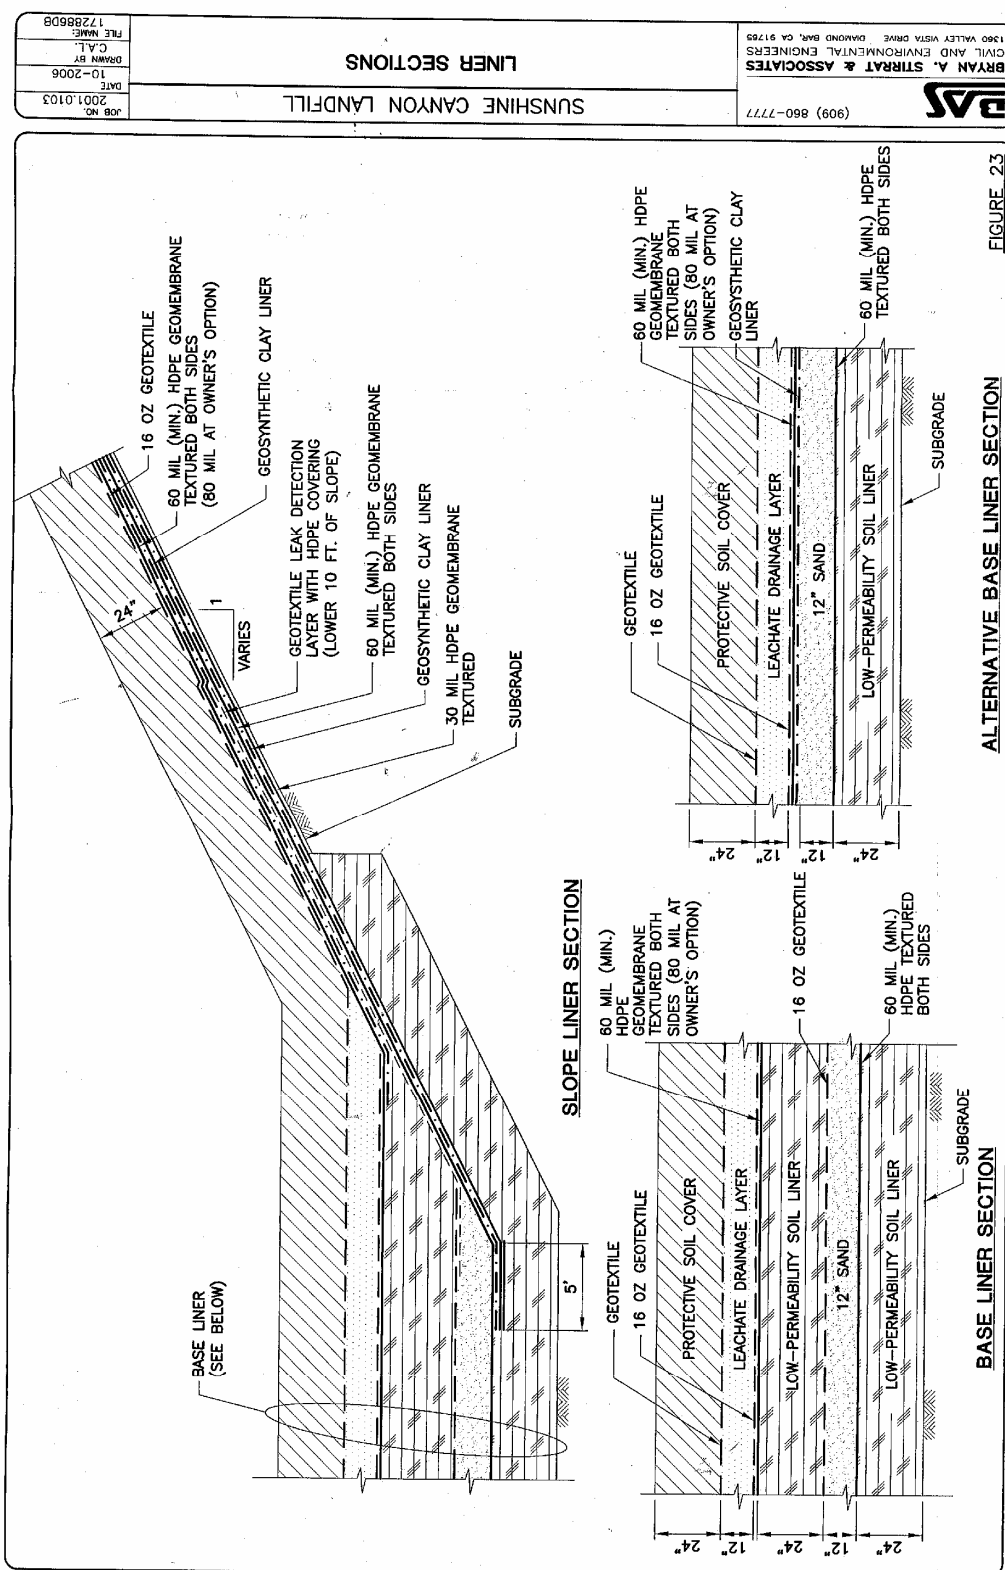 BASE LINER
(SEE BELOW)
5'
24"
1
VARIES
16 OZ GEOTEXTILE
60 MIL (MIN.) HDPE GEOMEMBRANE
TEXTURED BOTH SIDES
(80 MIL AT OWNER'S OPTION)
GEOSYNTHETIC CLAY LINER
GEOTEXTILE LEAK DETECTION
LAYER WITH HDPE COVERING
(LOWER 10 FT. OF SLOPE)
60 MIL (MIN.) HDPE GEOMEMBRANE
TEXTURED BOTH SIDES
GEOSYNTHETIC CLAY LINER
30 MIL HDPE GEOMEMBRANE
TEXTURED
SUBGRADE
SLOPE LINER SECTION
GEOTEXTILE
16 OZ GEOTEXTILE
60 MIL (MIN.)
HDPE
GEOMEMBRANE
TEXTURED BOTH
SIDES (80 MIL AT
OWNER'S OPTION)
24"
PROTECTIVE SOIL COVER
12"
LEACHATE DRAINAGE LAYER
24"
LOW-PERMEABILITY SOIL LINER
16 OZ GEOTEXTILE
12"
12" SAND
60 MIL (MIN.)
HDPE TEXTURED
BOTH SIDES
24"
LOW-PERMEABILITY SOIL LINER
SUBGRADE
BASE LINER SECTION
GEOTEXTILE
16 OZ GEOTEXTILE
60 MIL (MIN.) HDPE
GEOMEMBRANE
TEXTURED BOTH
SIDES (80 MIL AT
OWNER'S OPTION)
GEOSYNTHETIC CLAY
LINER
24"
PROTECTIVE SOIL COVER
12"
LEACHATE DRAINAGE LAYER
12"
12" SAND
60 MIL (MIN.) HDPE
TEXTURED BOTH SIDES
24"
LOW-PERMEABILITY SOIL LINER
SUBGRADE
ALTERNATIVE BASE LINER SECTION
FIGURE 23
BAS
(909) 860-7777
BRYAN A. STIRRAT & ASSOCIATES
CIVIL AND ENVIRONMENTAL ENGINEERS
1360 VALLEY VISTA DRIVE DIAMOND BAR, CA 91765
SUNSHINE CANYON LANDFILL
LINER SECTIONS
JOB NO.
2001.0103
DATE
10-2006
DRAWN BY
C.A.L.
FILE NAME:
172886DB